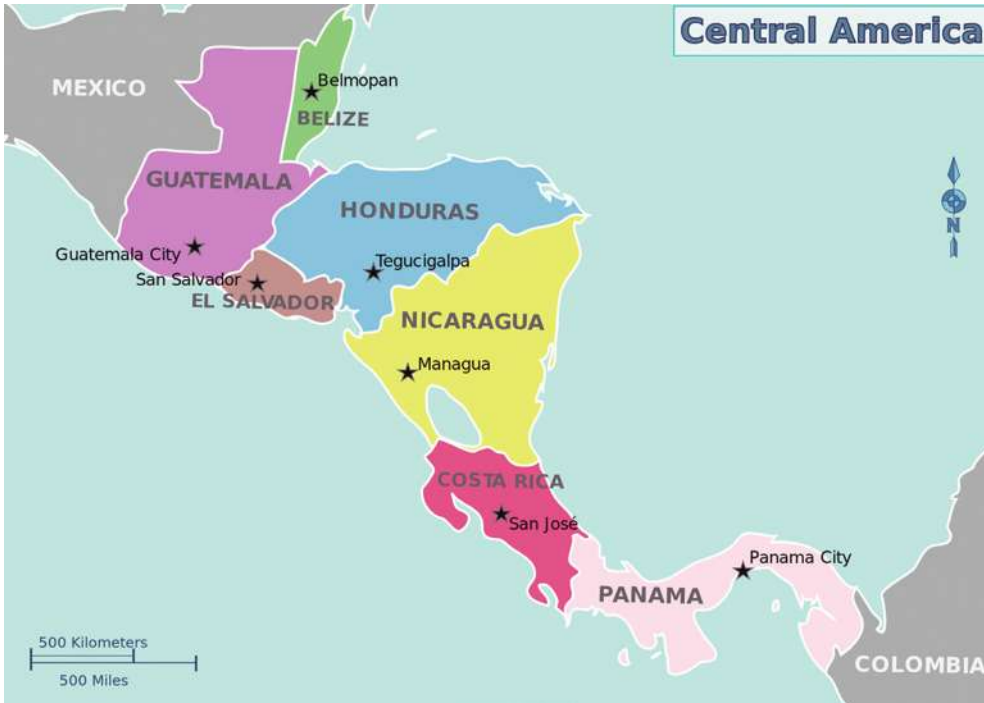 Central America
MEXICO
Belmopan
BELIZE
GUATEMALA
HONDURAS
N
Guatemala City
Tegucigalpa
San Salvador
EL SALVADOR
NICARAGUA
Managua
COSTA RICA
San José
Panama City
PANAMA
500 Kilometers
COLOMBIA
500 Miles